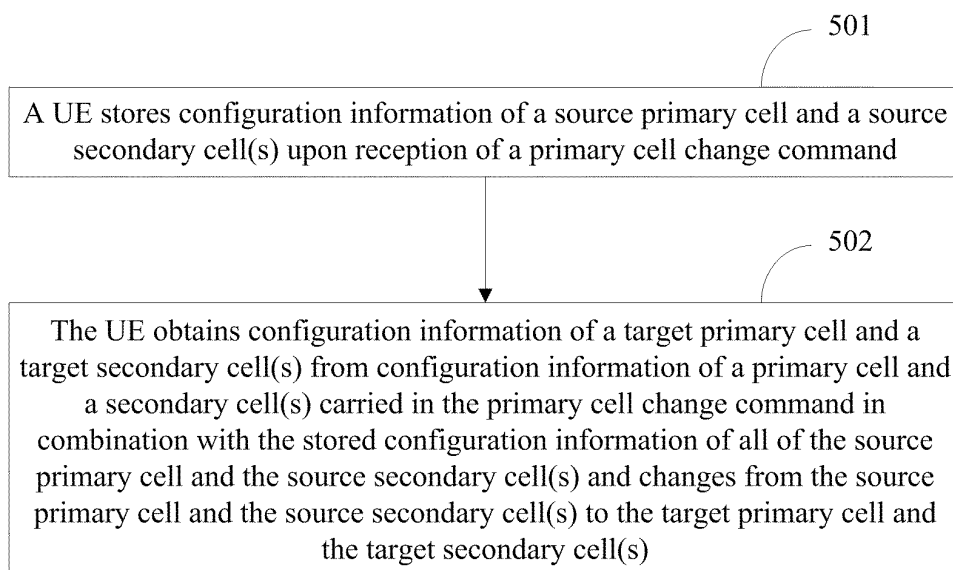 501
A UE stores configuration information of a source primary cell and a source
secondary cell(s) upon reception of a primary cell change command
502
The UE obtains configuration information of a target primary cell and a
target secondary cell(s) from configuration information of a primary cell and
a secondary cell(s) carried in the primary cell change command in
combination with the stored configuration information of all of the source
primary cell and the source secondary cell(s) and changes from the source
primary cell and the source secondary cell(s) to the target primary cell and
the target secondary cell(s)